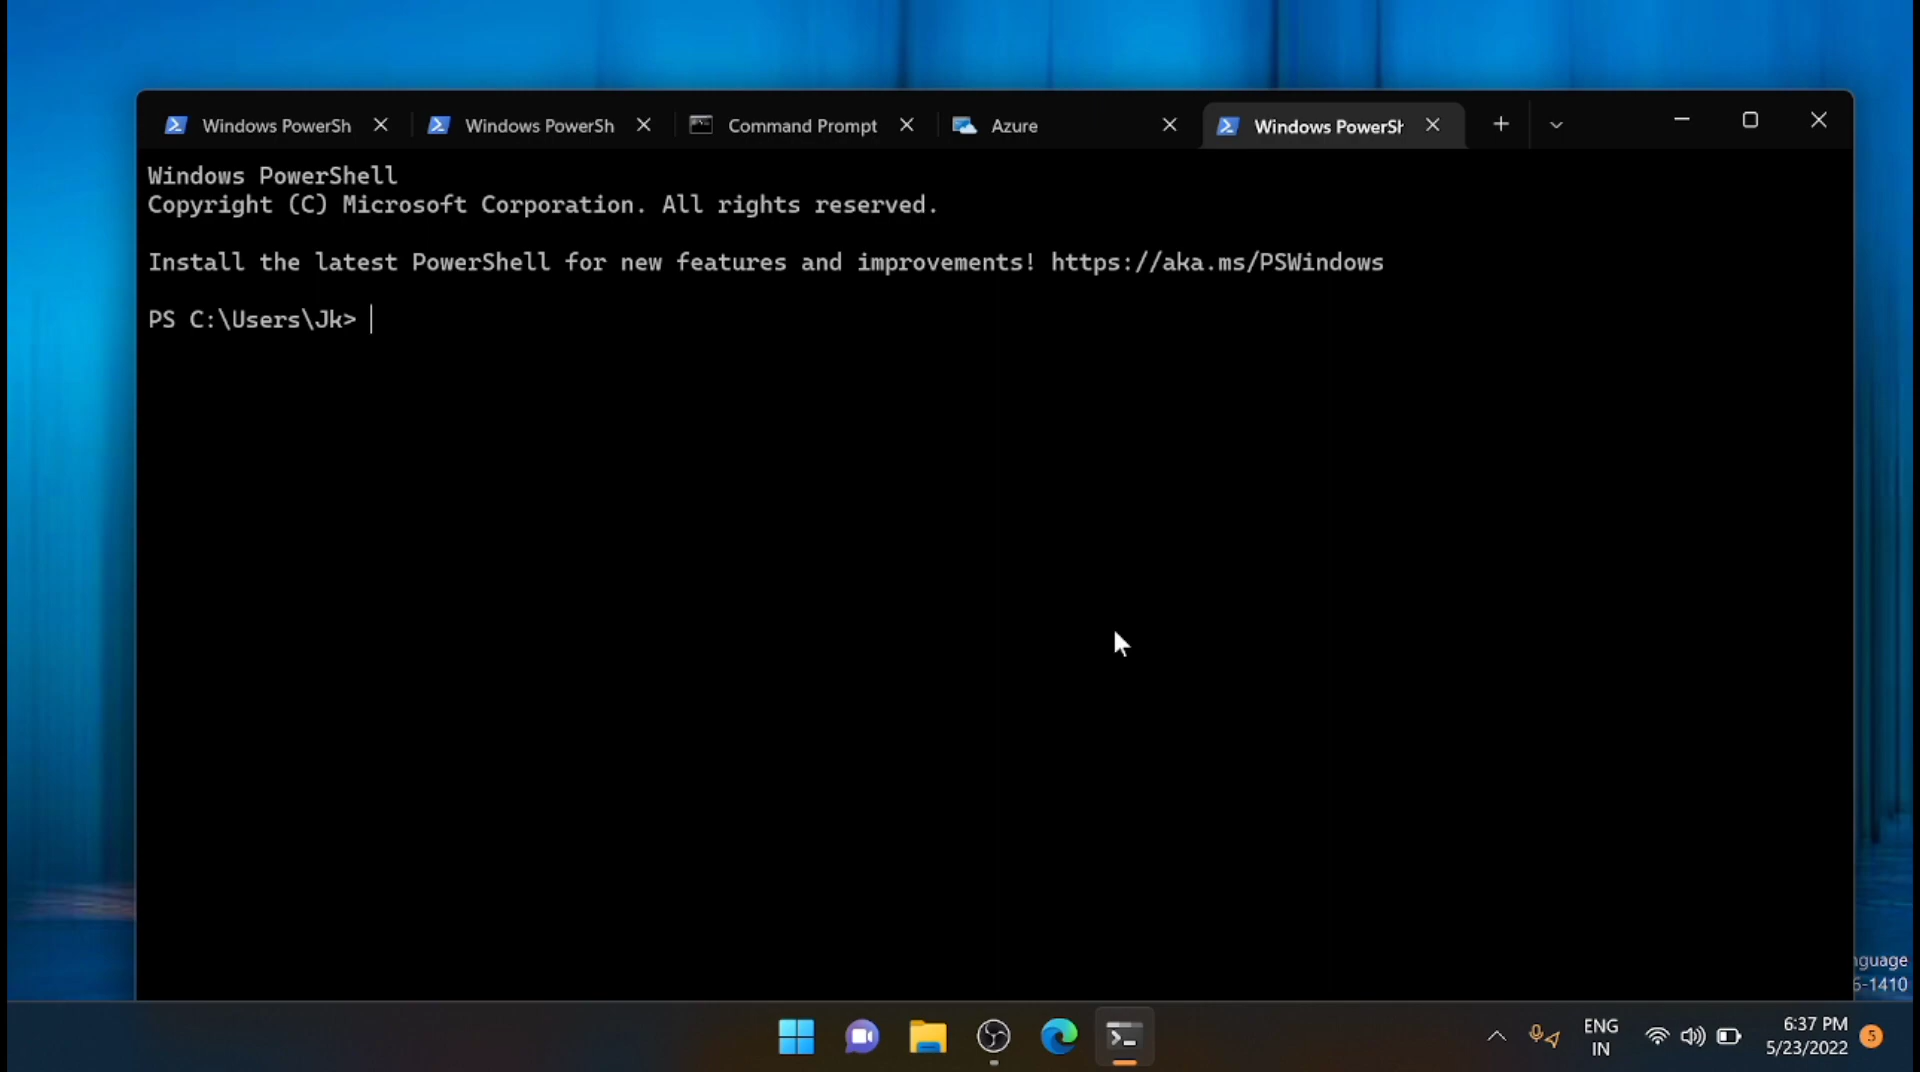 Windows PowerSh
Windows PowerSh
Command Prompt
Azure
Windows PowerSh
Windows PowerShell
Copyright (C) Microsoft Corporation. All rights reserved.
Install the latest PowerShell for new features and improvements! https://aka.ms/PSWindows
PS C:\Users\Jk>
nguage
6-1410
ENG
IN
6:37 PM
5/23/2022
5